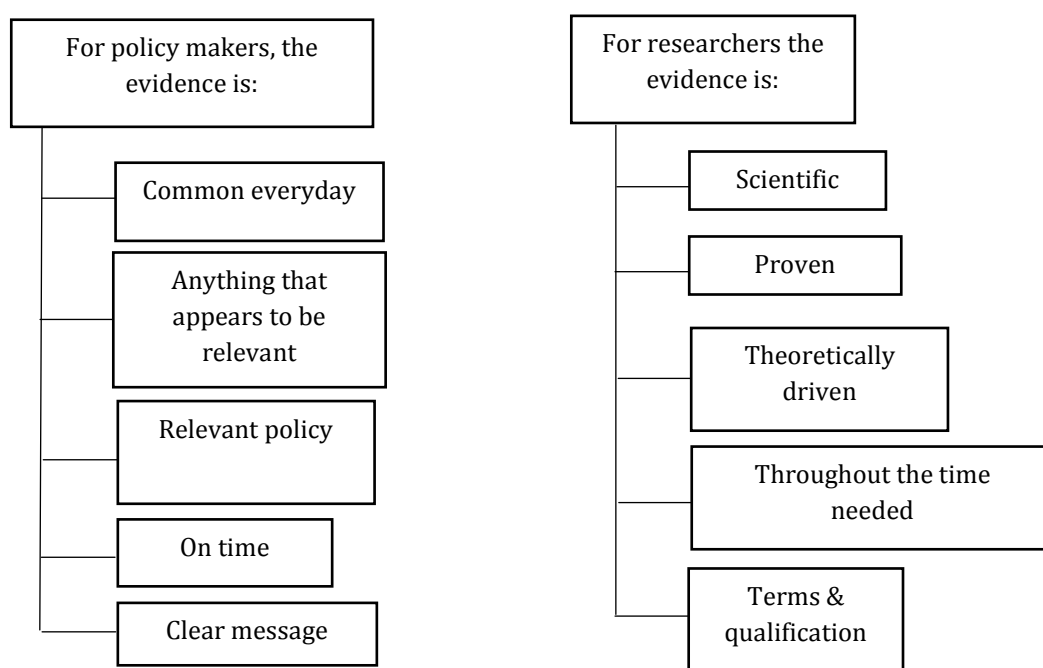 For policy makers, the
evidence is:
Common everyday
Anything that
appears to be
relevant
Relevant policy
On time
Clear message
For researchers the
evidence is:
Scientific
Proven
Theoretically
driven
Throughout the time
needed
Terms &
qualification